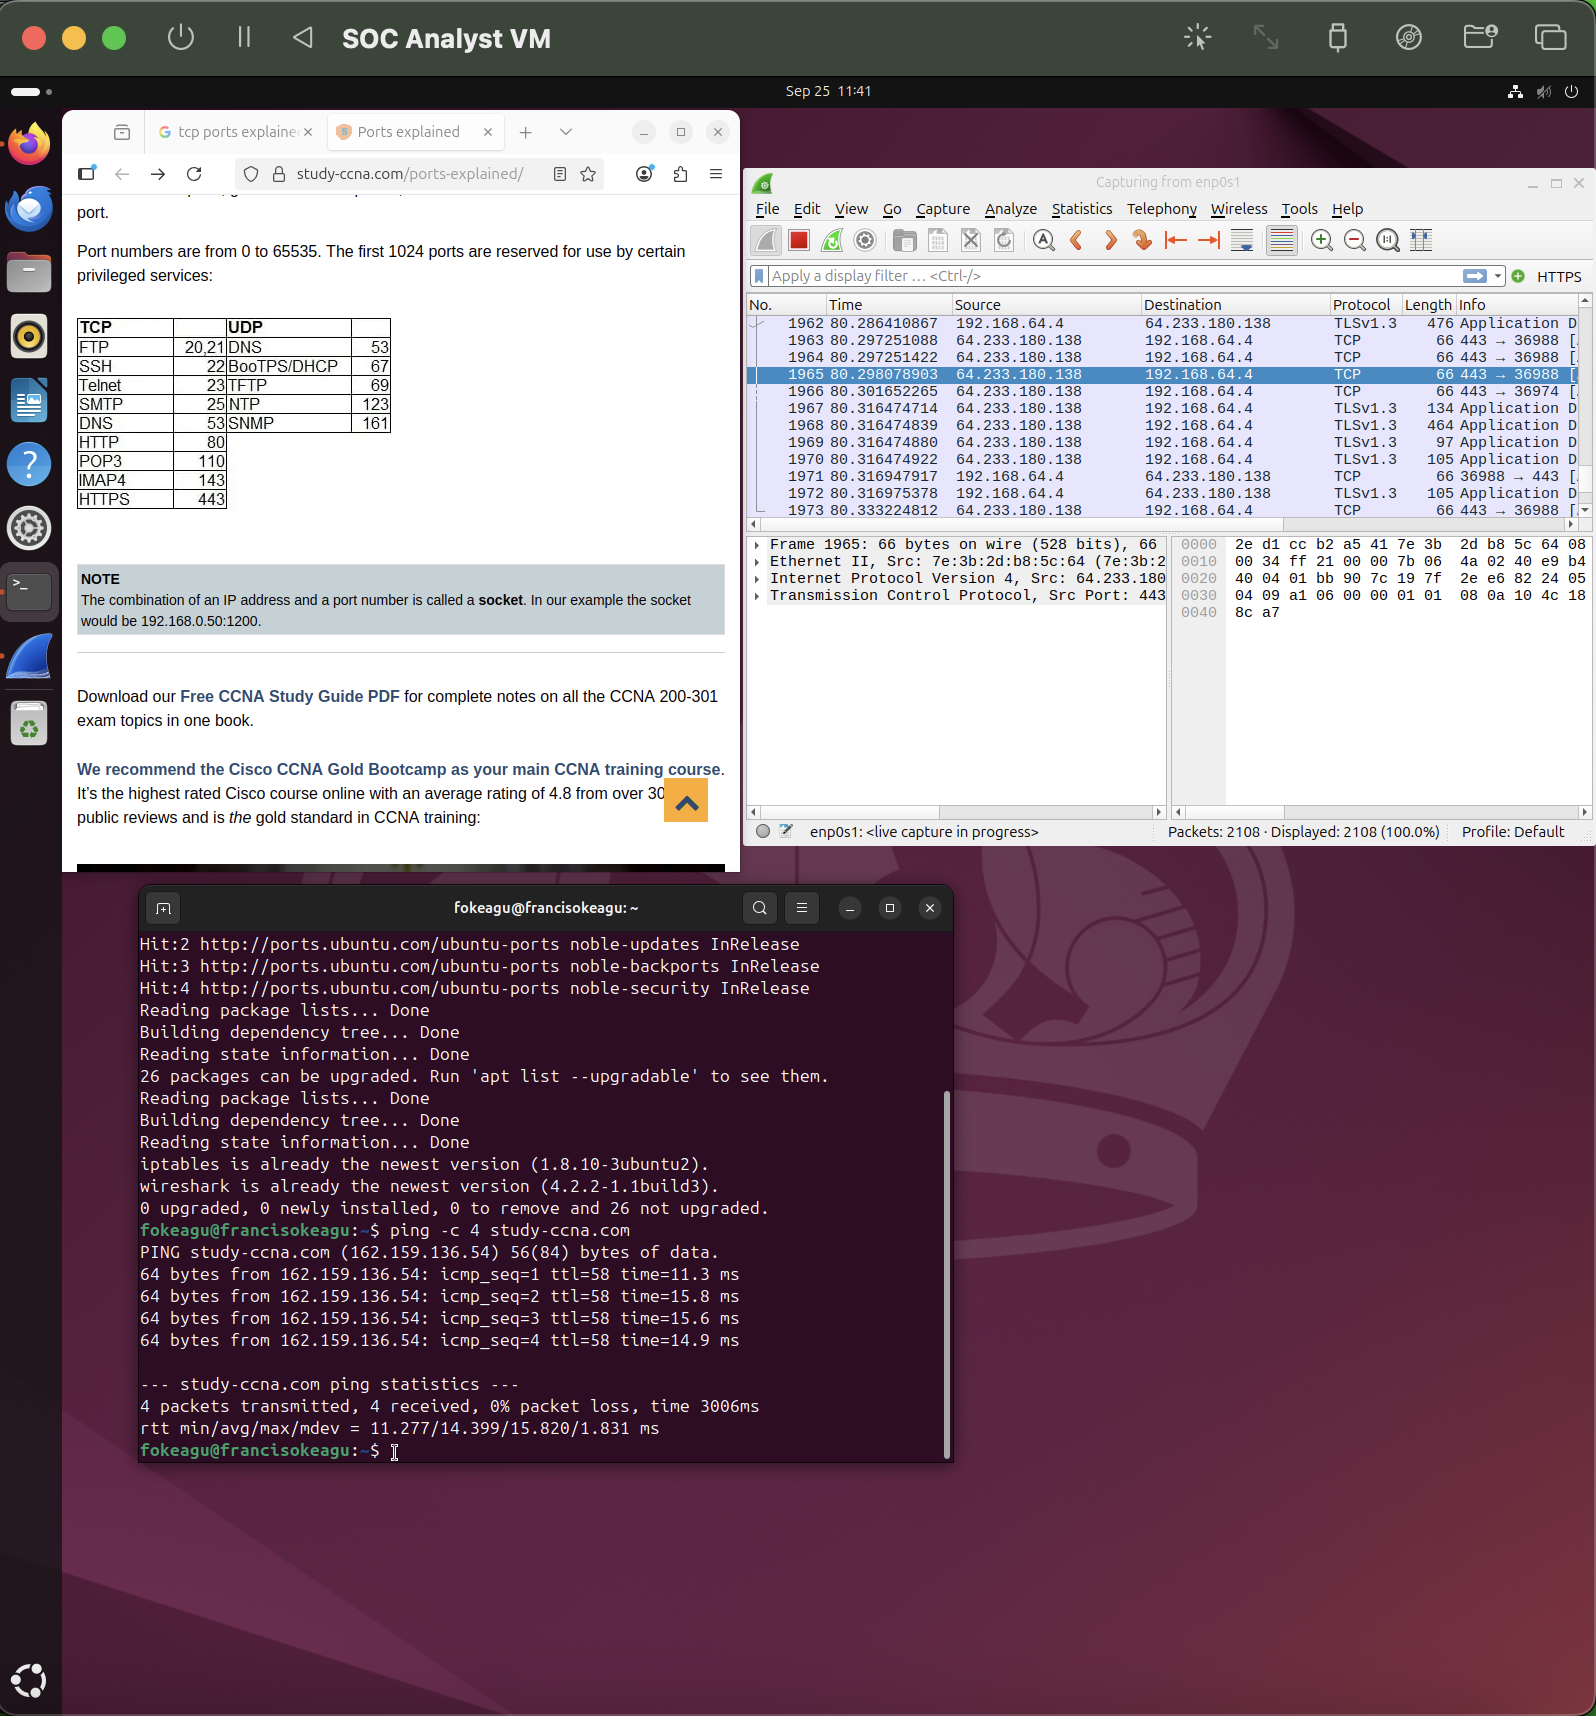 SOC Analyst VM
Sep 25 11:41
tcp ports explaine
Ports explained
study-ccna.com/ports-explained/
port.
Port numbers are from 0 to 65535. The first 1024 ports are reserved for use by certain
privileged services:
TCP UDP
FTP 20,21 DNS 53
SSH 22 BooTPS/DHCP 67
Telnet 23 TFTP 69
SMTP 25 NTP 123
DNS 53 SNMP 161
HTTP 80
POP3 110
IMAP4 143
HTTPS 443
NOTE
The combination of an IP address and a port number is called a socket. In our example the socket
would be 192.168.0.50:1200.
Download our Free CCNA Study Guide PDF for complete notes on all the CCNA 200-301
exam topics in one book.
We recommend the Cisco CCNA Gold Bootcamp as your main CCNA training course.
It's the highest rated Cisco course online with an average rating of 4.8 from over 30
public reviews and is the gold standard in CCNA training:
Capturing from enp0s1
File Edit View Go Capture Analyze Statistics Telephony Wireless Tools Help
Apply a display filter … <Ctrl-/>
HTTPS
No. Time Source Destination Protocol Length Info
1962 80.286410867 192.168.64.4 64.233.180.138 TLSv1.3 476 Application D
1963 80.297251088 64.233.180.138 192.168.64.4 TCP 66 443 → 36988 [
1964 80.297251422 64.233.180.138 192.168.64.4 TCP 66 443 → 36988 [
1965 80.298078903 64.233.180.138 192.168.64.4 TCP 66 443 → 36988 [
1966 80.301652265 64.233.180.138 192.168.64.4 TCP 66 443 → 36974 [
1967 80.316474714 64.233.180.138 192.168.64.4 TLSv1.3 134 Application D
1968 80.316474839 64.233.180.138 192.168.64.4 TLSv1.3 464 Application D
1969 80.316474880 64.233.180.138 192.168.64.4 TLSv1.3 97 Application D
1970 80.316474922 64.233.180.138 192.168.64.4 TLSv1.3 105 Application D
1971 80.316947917 192.168.64.4 64.233.180.138 TCP 66 36988 → 443 [
1972 80.316975378 192.168.64.4 64.233.180.138 TLSv1.3 105 Application D
1973 80.333224812 64.233.180.138 192.168.64.4 TCP 66 443 → 36988 [
Frame 1965: 66 bytes on wire (528 bits), 66
Ethernet II, Src: 7e:3b:2d:b8:5c:64 (7e:3b:2
Internet Protocol Version 4, Src: 64.233.180
Transmission Control Protocol, Src Port: 443
0000 2e d1 cc b2 a5 41 7e 3b 2d b8 5c 64 08
0010 00 34 ff 21 00 00 7b 06 4a 02 40 e9 b4
0020 40 04 01 bb 90 7c 19 7f 2e e6 82 24 05
0030 04 09 a1 06 00 00 01 01 08 0a 10 4c 18
0040 8c a7
enp0s1: <live capture in progress>
Packets: 2108 · Displayed: 2108 (100.0%)
Profile: Default
fokeagu@francisokeagu: ~
Hit:2 http://ports.ubuntu.com/ubuntu-ports noble-updates InRelease
Hit:3 http://ports.ubuntu.com/ubuntu-ports noble-backports InRelease
Hit:4 http://ports.ubuntu.com/ubuntu-ports noble-security InRelease
Reading package lists... Done
Building dependency tree... Done
Reading state information... Done
26 packages can be upgraded. Run 'apt list --upgradable' to see them.
Reading package lists... Done
Building dependency tree... Done
Reading state information... Done
iptables is already the newest version (1.8.10-3ubuntu2).
wireshark is already the newest version (4.2.2-1.1build3).
0 upgraded, 0 newly installed, 0 to remove and 26 not upgraded.
fokeagu@francisokeagu:~$ ping -c 4 study-ccna.com
PING study-ccna.com (162.159.136.54) 56(84) bytes of data.
64 bytes from 162.159.136.54: icmp_seq=1 ttl=58 time=11.3 ms
64 bytes from 162.159.136.54: icmp_seq=2 ttl=58 time=15.8 ms
64 bytes from 162.159.136.54: icmp_seq=3 ttl=58 time=15.6 ms
64 bytes from 162.159.136.54: icmp_seq=4 ttl=58 time=14.9 ms
--- study-ccna.com ping statistics ---
4 packets transmitted, 4 received, 0% packet loss, time 3006ms
rtt min/avg/max/mdev = 11.277/14.399/15.820/1.831 ms
fokeagu@francisokeagu:~$